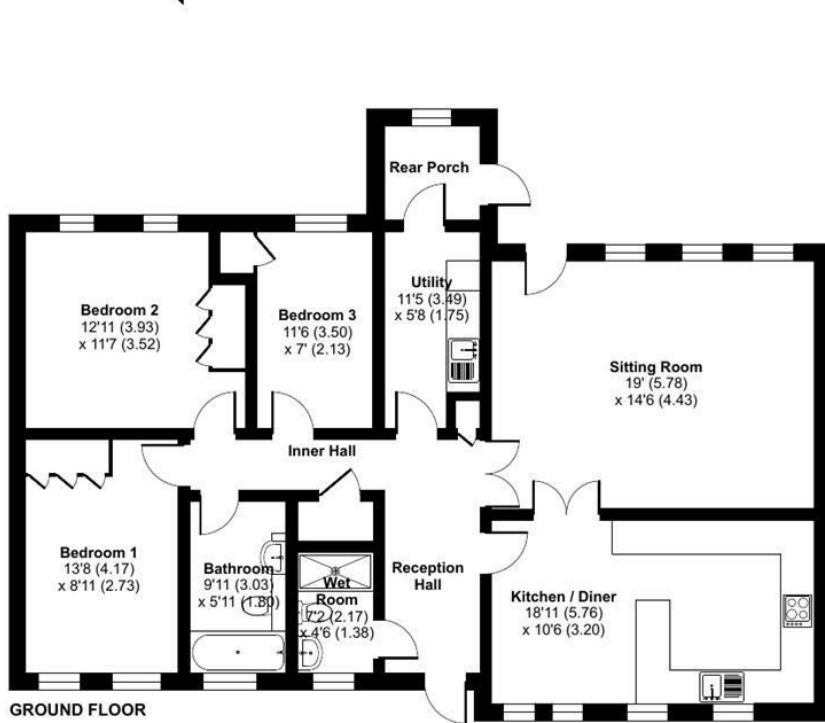 Rear Porch
Bedroom 2
12'11 (3.93)
x 11'7 (3.52)
Bedroom 3
11'6 (3.50)
x 7' (2.13)
Utility
11'5 (3.49)
x 5'8 (1.75)
Sitting Room
19' (5.78)
x 14'6 (4.43)
Inner Hall
Bedroom 1
13'8 (4.17)
x 8'11 (2.73)
Bathroom
9'11 (3.03)
x 5'11 (1.80)
Wet
Room
7'2 (2.17)
x 4'6 (1.38)
Reception
Hall
Kitchen / Diner
18'11 (5.76)
x 10'6 (3.20)
GROUND FLOOR